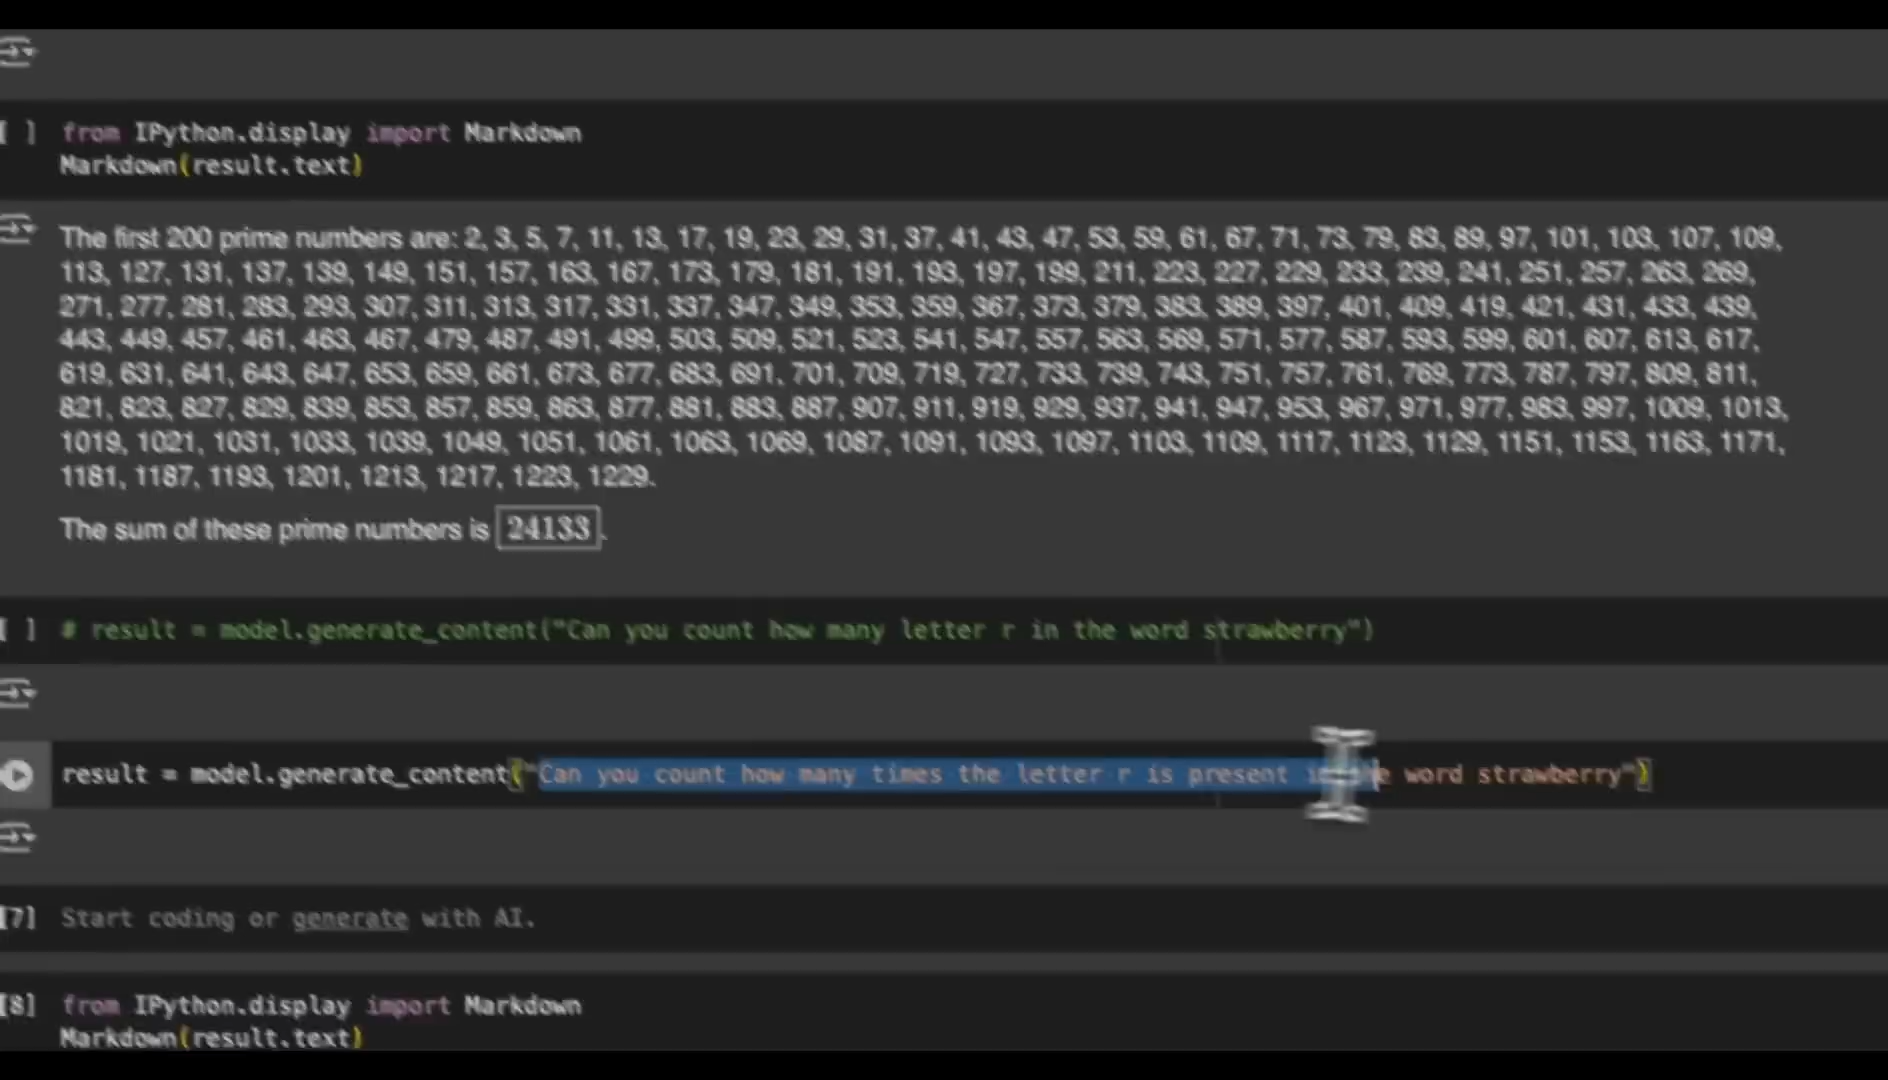 [ ] from IPython.display import Markdown
Markdown(result.text)
The first 200 prime numbers are: 2, 3, 5, 7, 11, 13, 17, 19, 23, 29, 31, 37, 41, 43, 47, 53, 59, 61, 67, 71, 73, 79, 83, 89, 97, 101, 103, 107, 109,
113, 127, 131, 137, 139, 149, 151, 157, 163, 167, 173, 179, 181, 191, 193, 197, 199, 211, 223, 227, 229, 233, 239, 241, 251, 257, 263, 269,
271, 277, 281, 283, 293, 307, 311, 313, 317, 331, 337, 347, 349, 353, 359, 367, 373, 379, 383, 389, 397, 401, 409, 419, 421, 431, 433, 439,
443, 449, 457, 461, 463, 467, 479, 487, 491, 499, 503, 509, 521, 523, 541, 547, 557, 563, 569, 571, 577, 587, 593, 599, 601, 607, 613, 617,
619, 631, 641, 643, 647, 653, 659, 661, 673, 677, 683, 691, 701, 709, 719, 727, 733, 739, 743, 751, 757, 761, 769, 773, 787, 797, 809, 811,
821, 823, 827, 829, 839, 853, 857, 859, 863, 877, 881, 883, 887, 907, 911, 919, 929, 937, 941, 947, 953, 967, 971, 977, 983, 997, 1009, 1013,
1019, 1021, 1031, 1033, 1039, 1049, 1051, 1061, 1063, 1069, 1087, 1091, 1093, 1097, 1103, 1109, 1117, 1123, 1129, 1151, 1153, 1163, 1171,
1181, 1187, 1193, 1201, 1213, 1217, 1223, 1229.
The sum of these prime numbers is 24133.
[ ] # result = model.generate_content("Can you count how many letter r in the word strawberry")
result = model.generate_content("Can you count how many times the letter r is present in the word strawberry")
[7] Start coding or generate with AI.
[8] from IPython.display import Markdown
Markdown(result.text)